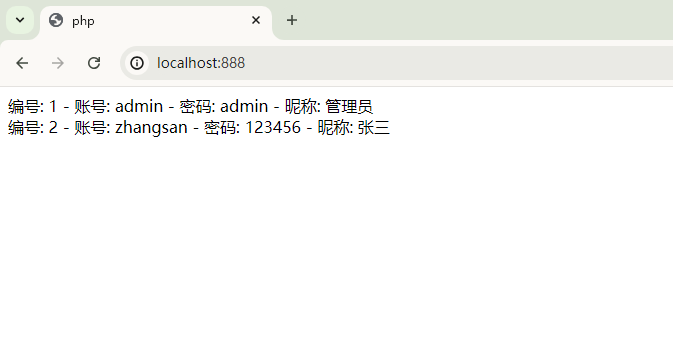 php
localhost:888
编号: 1 - 账号: admin - 密码: admin - 昵称: 管理员
编号: 2 - 账号: zhangsan - 密码: 123456 - 昵称: 张三